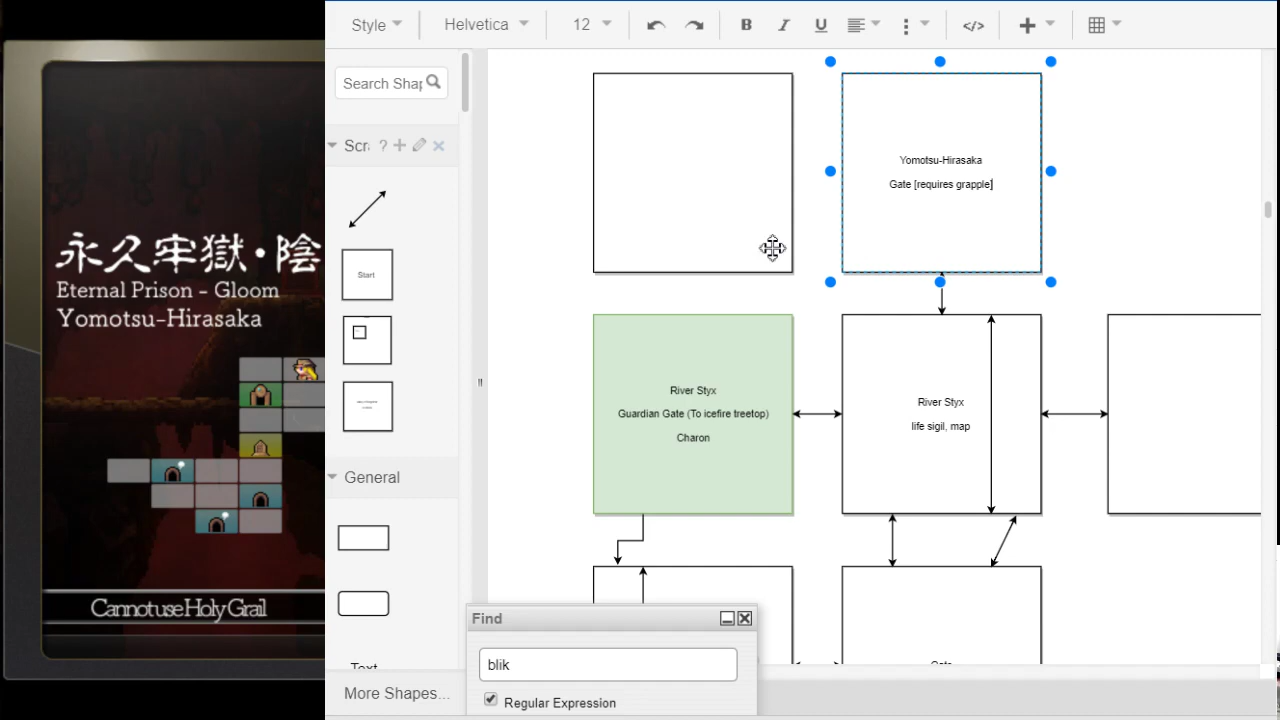 永久牢獄・陰
Eternal Prison - Gloom
Yomotsu-Hirasaka
Cannot use Holy Grail
Style
Helvetica
12
B I U
</>
Search Shap
Scr
?
Start
General
Text
More Shapes...
Yomotsu-Hirasaka
Gate [requires grapple]
River Styx
Guardian Gate (To icefire treetop)
Charon
River Styx
life sigil, map
Find
blik
Regular Expression